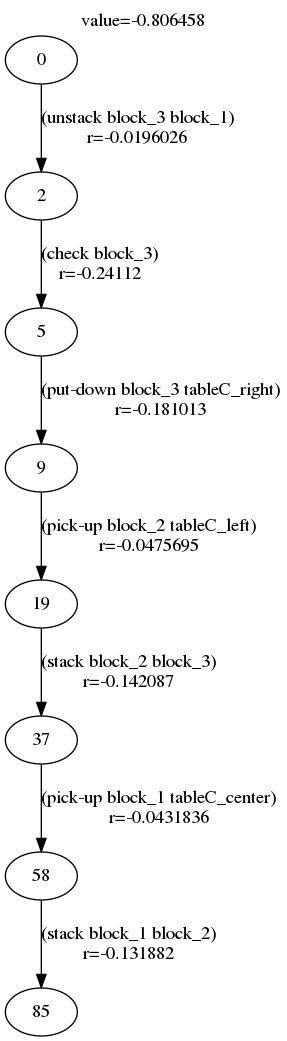 value=-0.806458
0
(unstack block_3 block_1)
r=-0.0196026
2
(check block_3)
r=-0.24112
5
(put-down block_3 tableC_right)
r=-0.181013
9
(pick-up block_2 tableC_left)
r=-0.0475695
19
(stack block_2 block_3)
r=-0.142087
37
(pick-up block_1 tableC_center)
r=-0.0431836
58
(stack block_1 block_2)
r=-0.131882
85